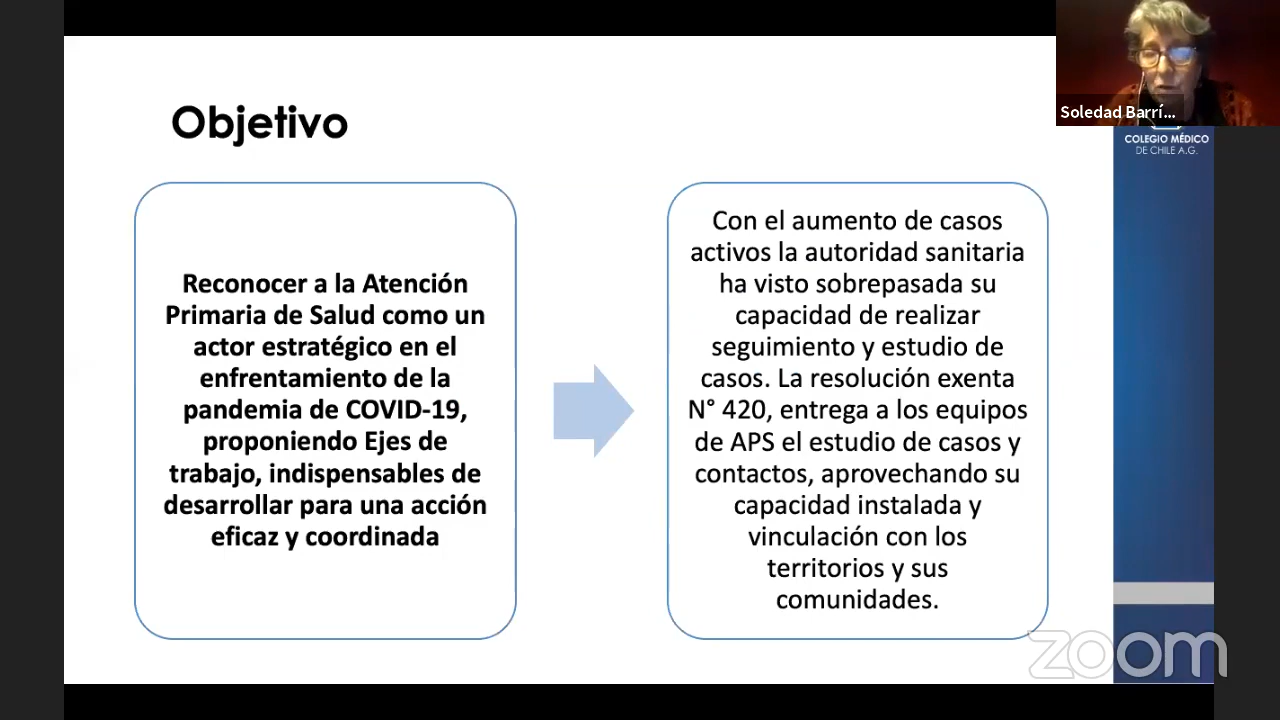 Objetivo
Reconocer a la Atención
Primaria de Salud como un
actor estratégico en el
enfrentamiento de la
pandemia de COVID-19,
proponiendo Ejes de
trabajo, indispensables de
desarrollar para una acción
eficaz y coordinada
Con el aumento de casos
activos la autoridad sanitaria
ha visto sobrepasada su
capacidad de realizar
seguimiento y estudio de
casos. La resolución exenta
N° 420, entrega a los equipos
de APS el estudio de casos y
contactos, aprovechando su
capacidad instalada y
vinculación con los
territorios y sus
comunidades.
Soledad Barrí...
COLEGIO MÉDICO
DE CHILE A.G.
zoom